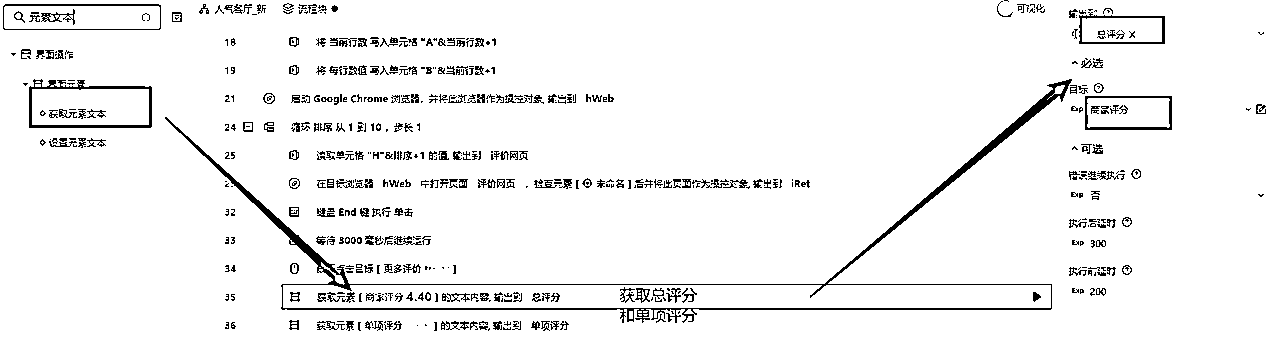 元素文本
人气客厅_新 流程块
可视化
界面操作
界面元素
获取元素文本
设置元素文本
18 将 当前行数 写入单元格 "A"&当前行数+1
19 将 每行数值 写入单元格 "B"&当前行数+1
21 启动 Google Chrome 浏览器，并将此浏览器作为操控对象, 输出到 hWeb
24 循环 排序 从 1 到 10 ，步长 1
25 读取单元格 "H"&排序+1 的值, 输出到 评价网页
在目标浏览器 hWeb 中打开页面 评价网页 ，检查元素 [ 未命名 ] 后并将此页面作为操控对象, 输出到 iRet
32 键盘 End 键 执行 单击
33 等待 3000 毫秒后继续运行
34 点击目标 [ 更多评价
35 获取元素 [ 商家评分 4.40 ] 的文本内容, 输出到 总评分
36 获取元素 [ 单项评分 ] 的文本内容, 输出到 单项评分
获取总评分
和单项评分
输出到
总评分 X
必选
目标
Exp 商家评分
可选
错误继续执行
Exp 否
执行后延时
Exp 300
执行前延时
Exp 200